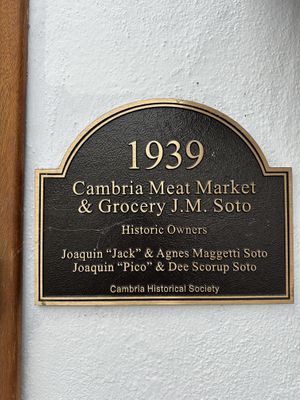 1939
Cambria Meat Market
& Grocery J.M. Soto
Historic Owners
Joaquin "Jack" & Agnes Maggetti Soto
Joaquin "Pico" & Dee Scorup Soto
Cambria Historical Society